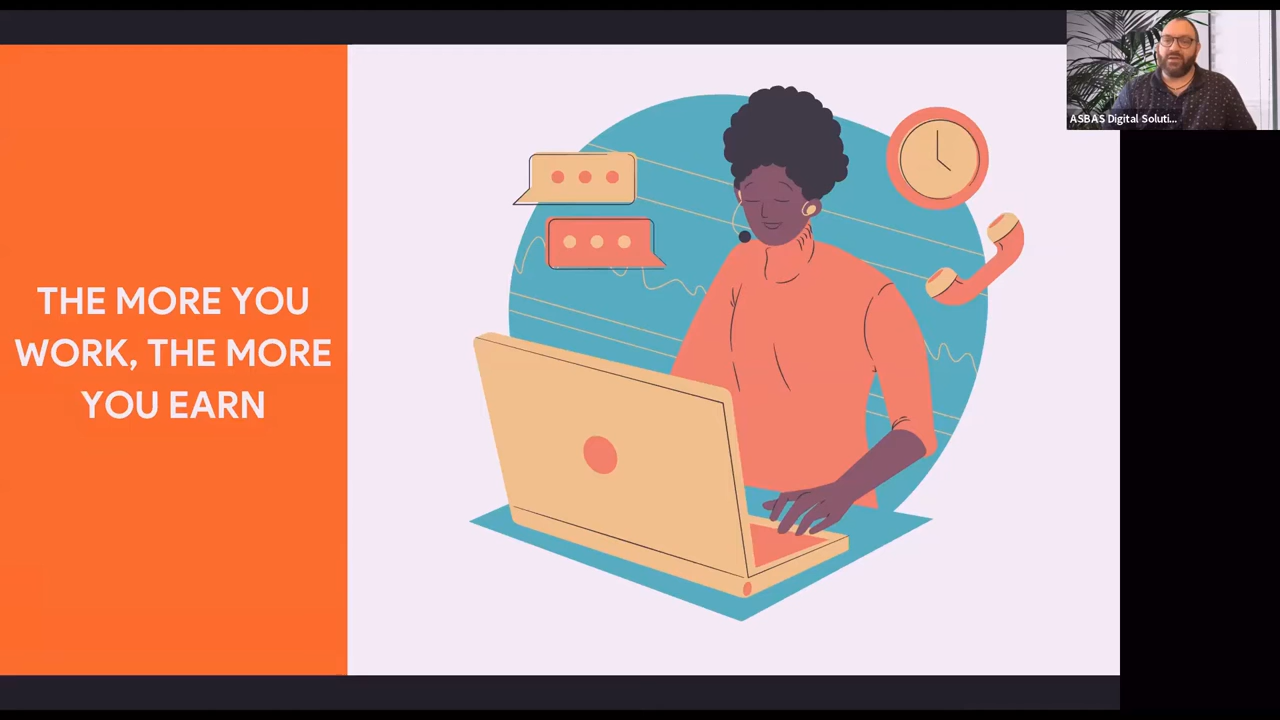 THE MORE YOU
WORK, THE MORE
YOU EARN
ASBAS Digital Soluti...